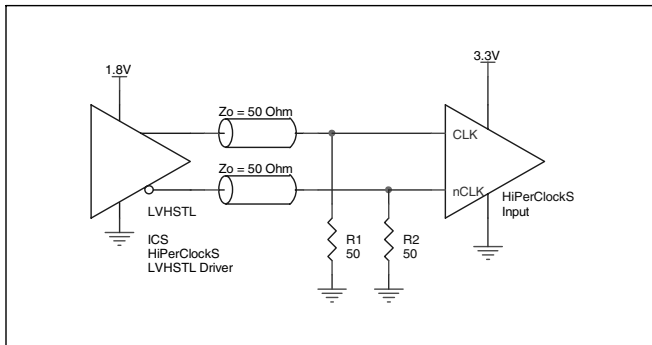 1.8V
3.3V
Zo = 50 Ohm
CLK
Zo = 50 Ohm
nCLK
HiPerClockS
Input
LVHSTL
ICS
HiPerClockS
LVHSTL Driver
R1
50
R2
50